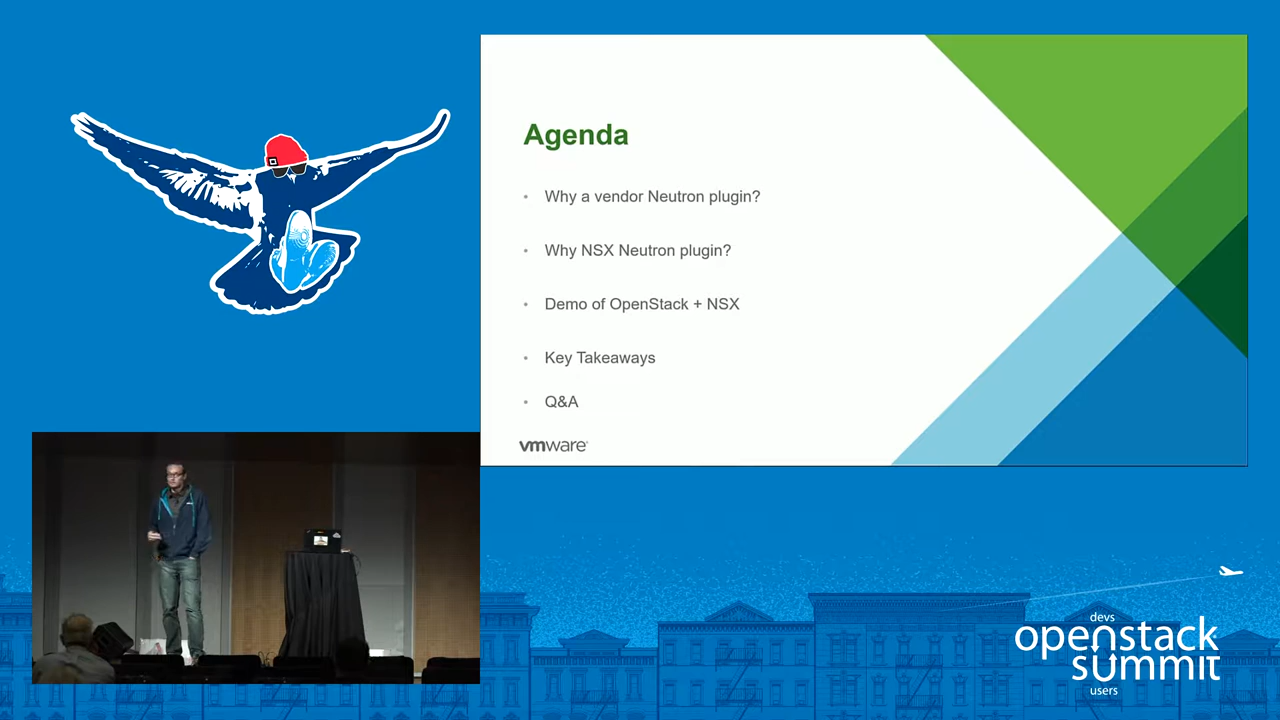 Agenda
• Why a vendor Neutron plugin?
• Why NSX Neutron plugin?
• Demo of OpenStack + NSX
• Key Takeaways
• Q&A
vmware
devs
openstack
summit
users